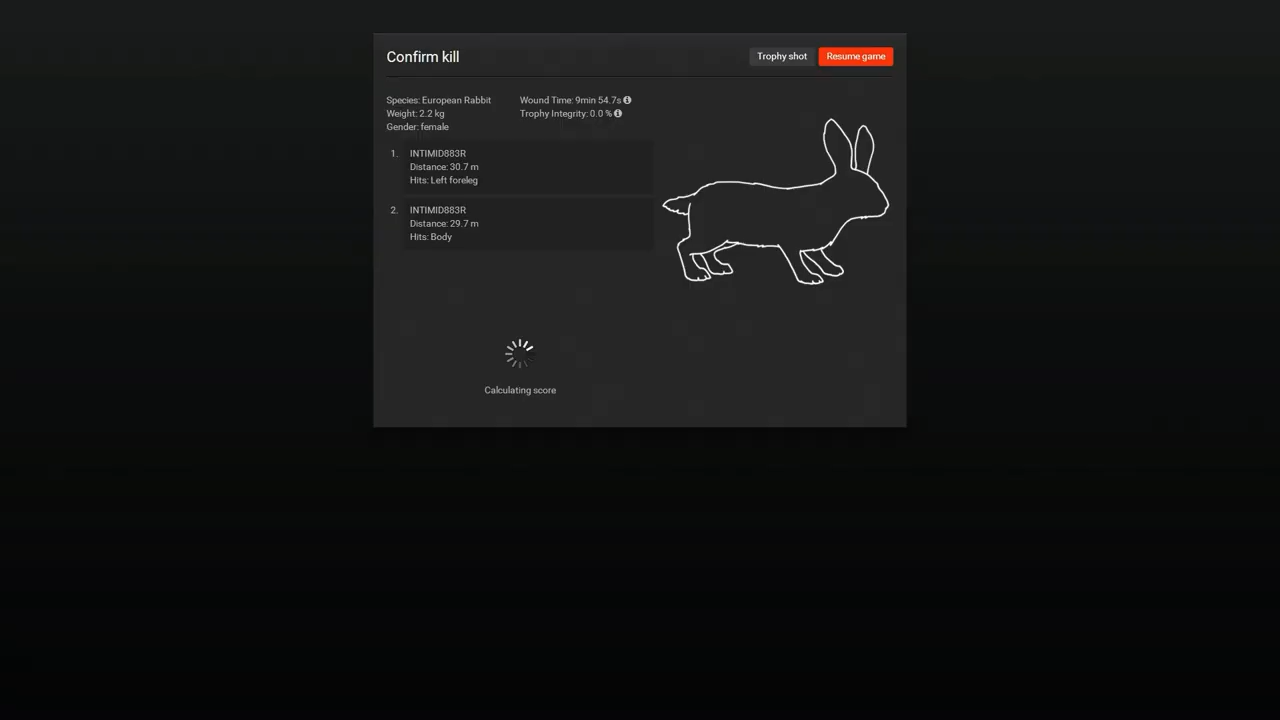 Confirm kill
Trophy shot
Resume game
Species: European Rabbit
Weight: 2.2 kg
Gender: female
Wound Time: 9min 54.7s
Trophy Integrity: 0.0 %
1.
INTIMID883R
Distance: 30.7 m
Hits: Left foreleg
2.
INTIMID883R
Distance: 29.7 m
Hits: Body
Calculating score